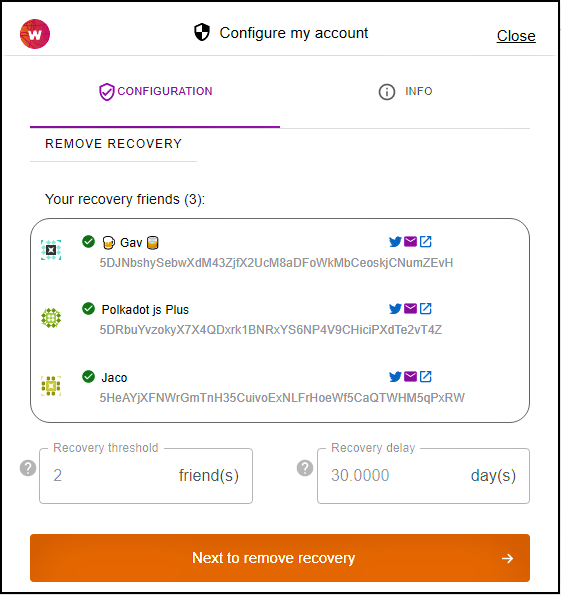 W
Configure my account
Close
CONFIGURATION
INFO
REMOVE RECOVERY
Your recovery friends (3):
🍺 Gav 🥃
5DJNbshySebwXdM43ZjfX2UcM8aDFoWkMbCeoskjCNumZEvH
Polkadot js Plus
5DRbuYvzokyX7X4QDxrk1BNRxYS6NP4V9CHiciPXdTe2vT4Z
Jaco
5HeAYjXFNWrGmTnH35CuivoExNLFrHoeWf5CaQTWHM5qPxRW
Recovery threshold
2 friend(s)
Recovery delay
30.0000 day(s)
Next to remove recovery →